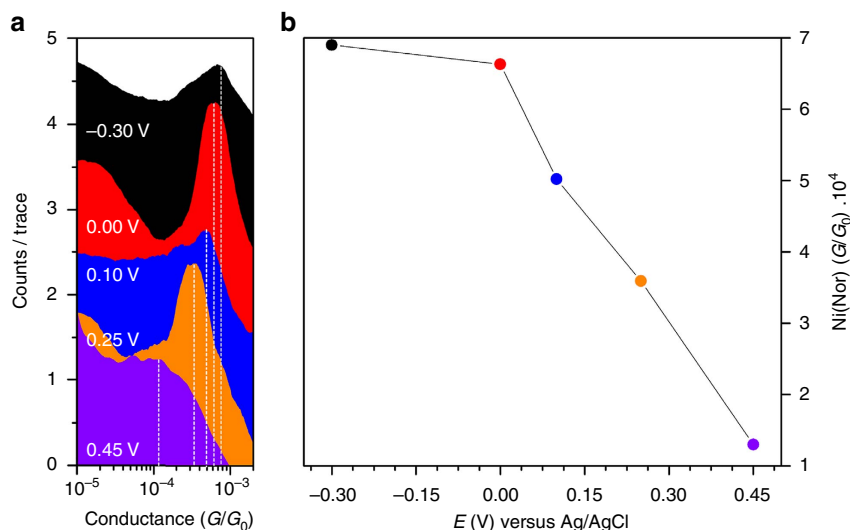 a
5
4
3
2
1
0
Counts / trace
–0.30 V
0.00 V
0.10 V
0.25 V
0.45 V
10⁻⁵
10⁻⁴
10⁻³
Conductance (G/G₀)
b
7
6
5
4
3
2
1
Ni(Nor) (G/G₀) .10⁴
–0.30
–0.15
0.00
0.15
0.30
0.45
E (V) versus Ag/AgCl